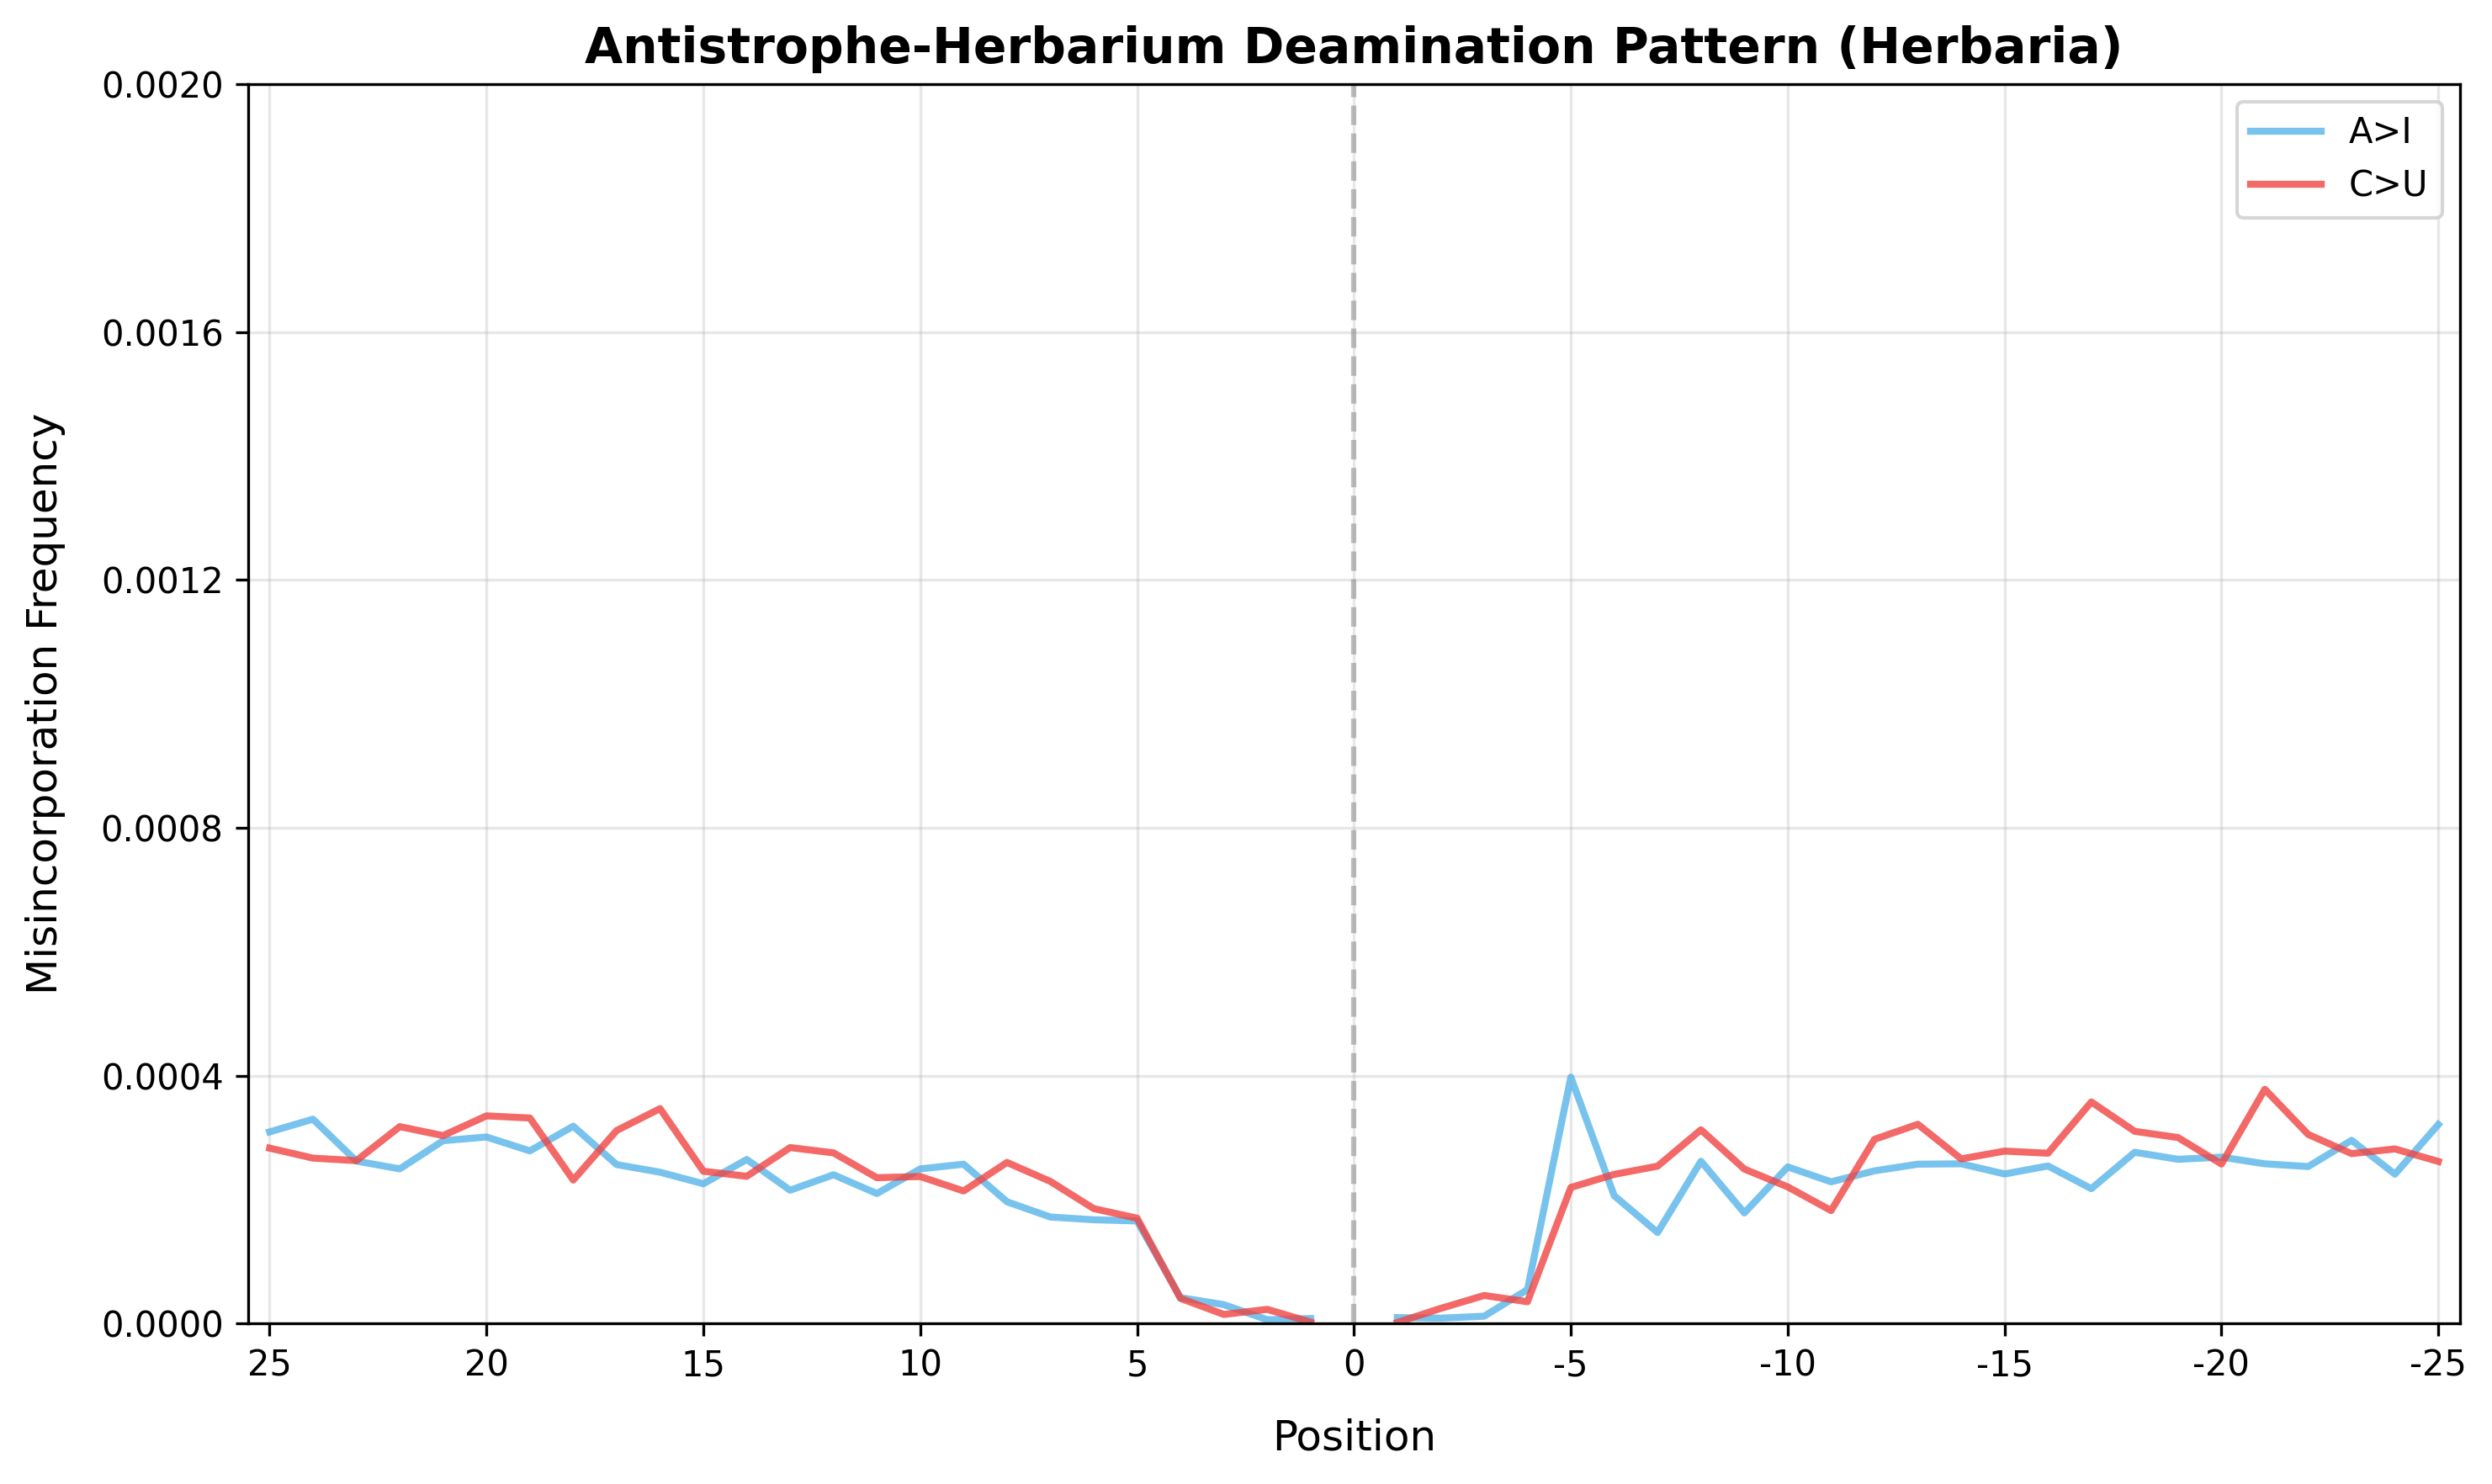 Antistrophe-Herbarium Deamination Pattern (Herbaria)
0.0020
0.0016
0.0012
0.0008
0.0004
0.0000
Misincorporation Frequency
A>I
C>U
25 20 15 10 5 0 -5 -10 -15 -20 -25
Position